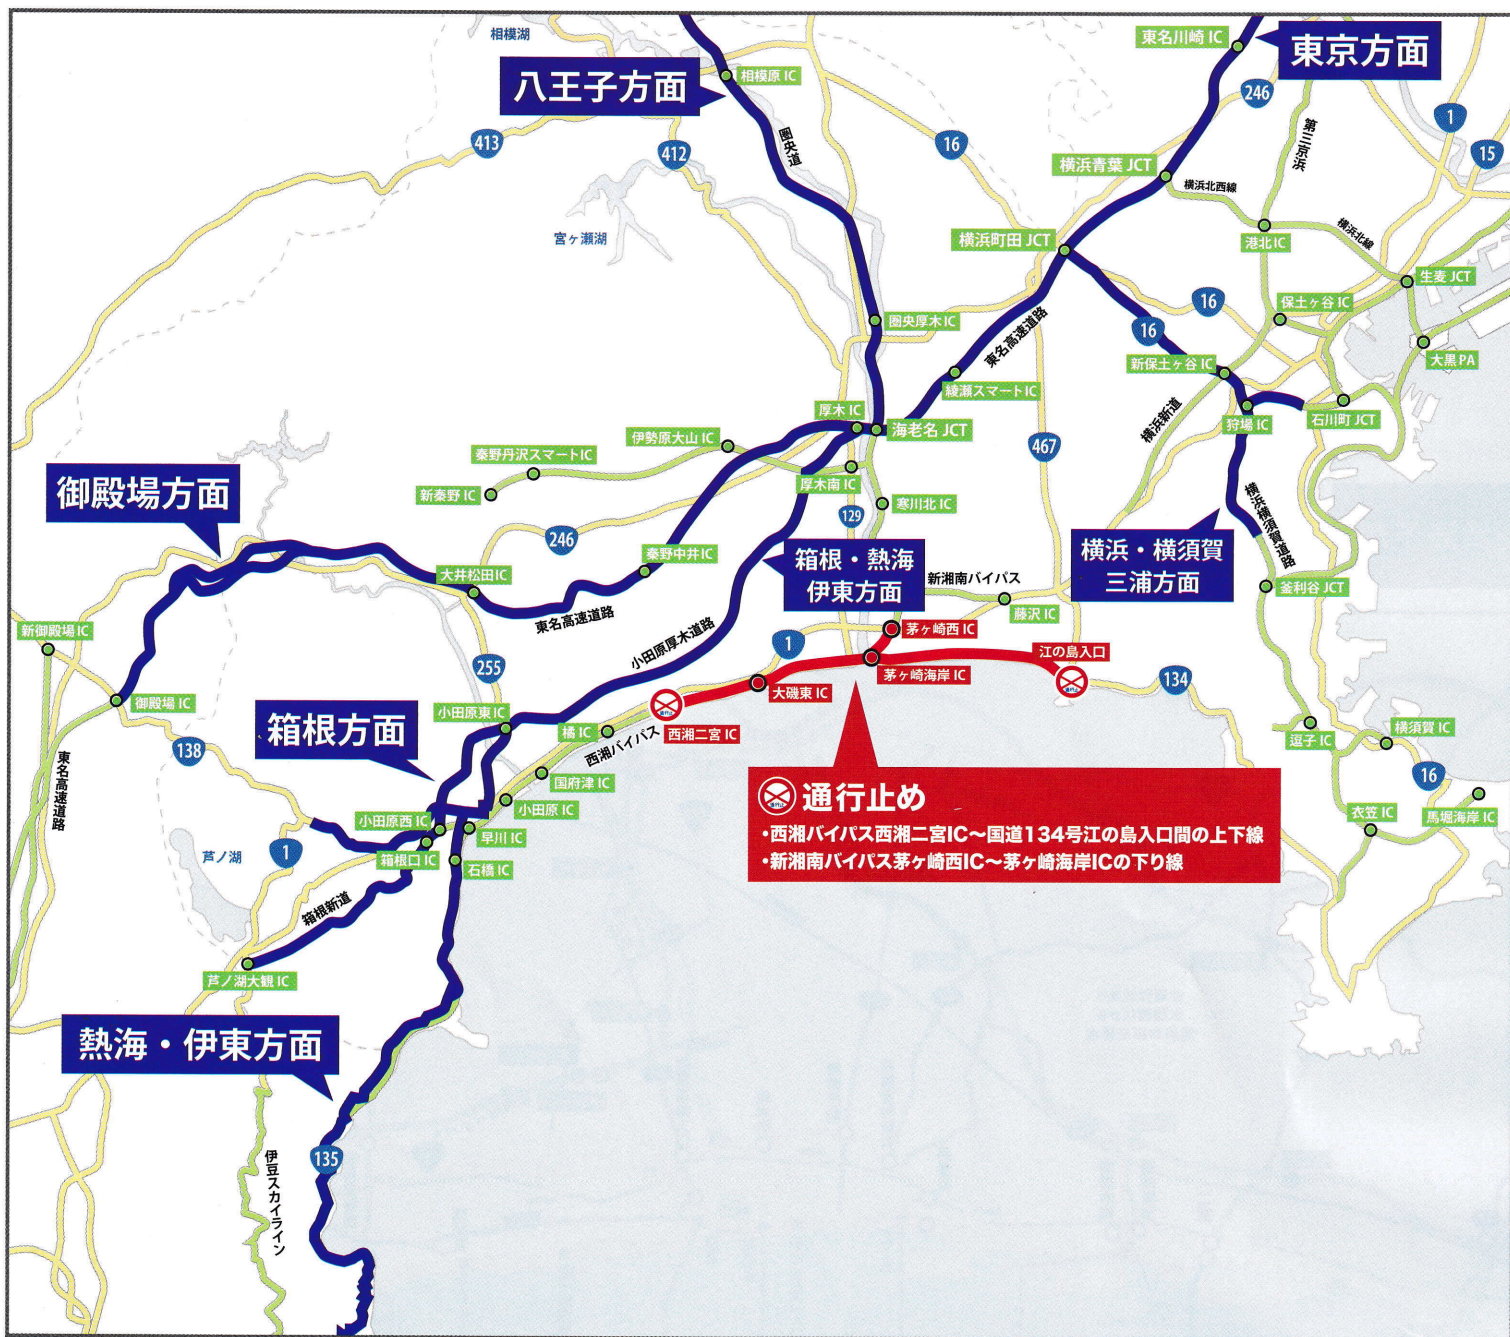 相模湖
八王子方面
相模原 IC
東名川崎 IC
東京方面
246
1
15
413
412
圏央道
16
第三京浜
横浜青葉 JCT
横浜北西線
宮ヶ瀬湖
横浜町田 JCT
港北 IC
横浜北線
生麦 JCT
圏央厚木 IC
東名高速道路
16
16
保土ヶ谷 IC
新保土ヶ谷 IC
大黒 PA
綾瀬スマート IC
横浜新道
狩場 IC
石川町 JCT
厚木 IC
海老名 JCT
伊勢原大山 IC
467
秦野丹沢スマート IC
新秦野 IC
厚木南 IC
寒川北 IC
御殿場方面
129
横浜横須賀道路
246
秦野中井 IC
箱根・熱海
伊東方面
横浜・横須賀
三浦方面
大井松田 IC
新湘南バイパス
釜利谷 JCT
東名高速道路
藤沢 IC
新御殿場 IC
小田原厚木道路
1
茅ヶ崎西 IC
255
江の島入口
茅ヶ崎海岸 IC
134
御殿場 IC
大磯東 IC
通行止
通行止
箱根方面
小田原東 IC
橘 IC
西湘二宮 IC
逗子 IC
横須賀 IC
138
西湘バイパス
東名高速道路
国府津 IC
16
小田原 IC
通行止
通行止め
・西湘バイパス西湘二宮IC〜国道134号江の島入口間の上下線
・新湘南バイパス茅ヶ崎西IC〜茅ヶ崎海岸ICの下り線
衣笠 IC
馬堀海岸 IC
小田原西 IC
早川 IC
芦ノ湖
1
箱根口 IC
石橋 IC
箱根新道
芦ノ湖大観 IC
熱海・伊東方面
135
伊豆スカイライン